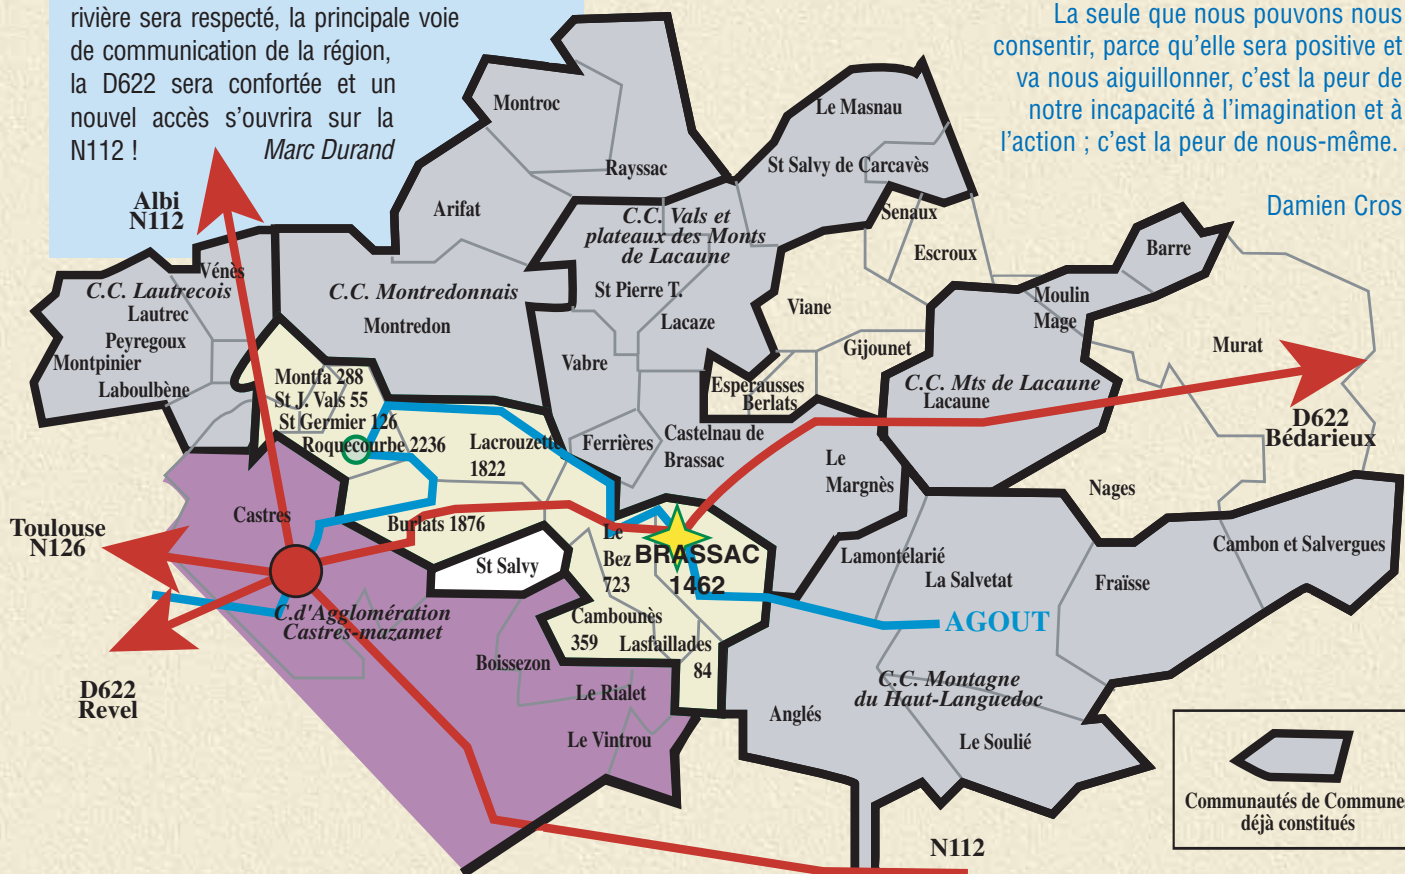 rivière sera respecté, la principale voie
de communication de la région,
la D622 sera confortée et un
nouvel accès s'ouvrira sur la
N112 ! Marc Durand
La seule que nous pouvons nous
consentir, parce qu'elle sera positive et
va nous aiguillonner, c'est la peur de
notre incapacité à l'imagination et à
l'action ; c'est la peur de nous-même.
Damien Cros
Albi
N112
Montroc
Rayssac
Arifat
Le Masnau
St Salvy de Carcavès
Senaux
Escroux
Barre
C.C. Vals et
plateaux des Monts
de Lacaune
St Pierre T.
Lacaze
Vabre
Viane
Gijounet
Moulin
Mage
Murat
Vénès
C.C. Lautrecois
Lautrec
Peyregoux
Montpinier
Laboulbène
C.C. Montredonnais
Montredon
Montfa 288
St J. Vals 55
St Germier 126
Roquecourbe 2236
Lacrouzette
1822
Ferrières
Castelnau de
Brassac
Esperausses
Berlats
C.C. Mts de Lacaune
Lacaune
D622
Bédarieux
Le
Margnès
Nages
Cambon et Salvergues
Castres
Toulouse
N126
Burlats 1876
St Salvy
Le
Bez
723
BRASSAC
1462
Lamontélarié
La Salvetat
Fraïsse
AGOUT
C.d'Agglomération
Castres-mazamet
Cambounès
359
Lasfaillades
84
Boissezon
Le Rialet
Le Vintrou
D622
Revel
Anglés
C.C. Montagne
du Haut-Languedoc
Le Soulié
N112
Communautés de Commune
déjà constitués